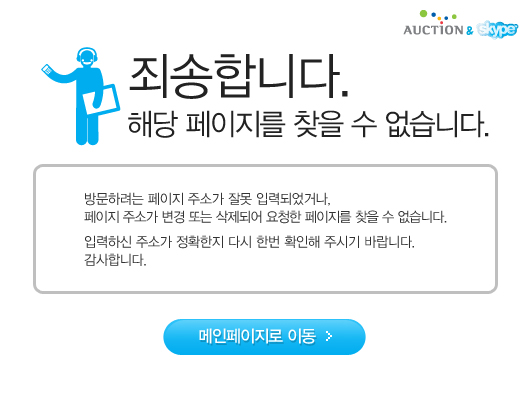 AUCTION & skype
죄송합니다.
해당 페이지를 찾을 수 없습니다.
방문하려는 페이지 주소가 잘못 입력되었거나,
페이지 주소가 변경 또는 삭제되어 요청한 페이지를 찾을 수 없습니다.
입력하신 주소가 정확한지 다시 한번 확인해 주시기 바랍니다.
감사합니다.
메인페이지로 이동 >